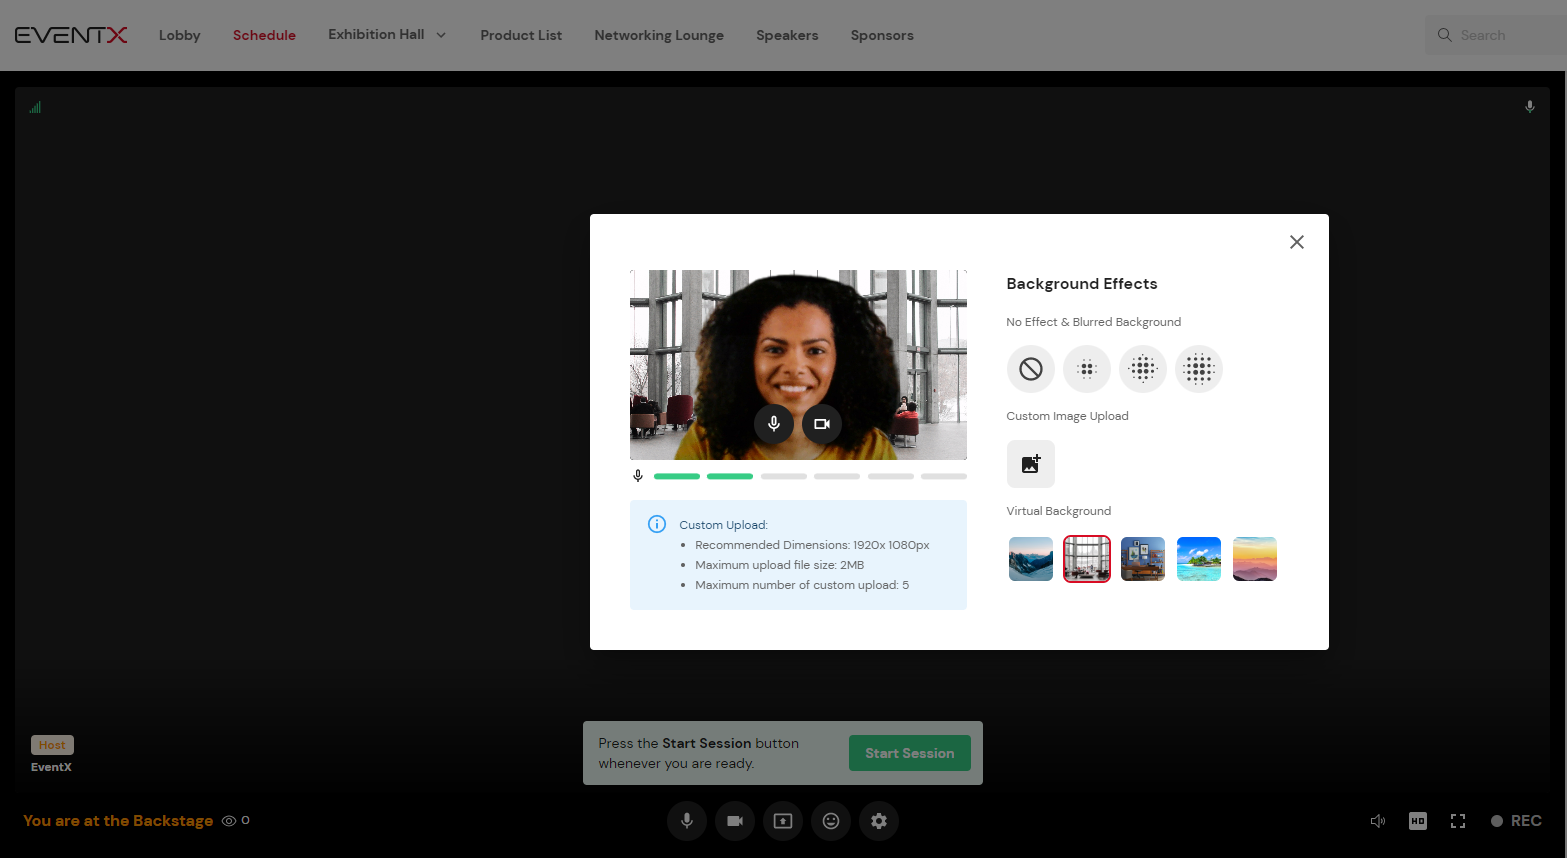 EVENTX
Lobby
Schedule
Exhibition Hall
Product List
Networking Lounge
Speakers
Sponsors
Search
Background Effects
No Effect & Blurred Background
Custom Image Upload
Virtual Background
Custom Upload:
• Recommended Dimensions: 1920x 1080px
• Maximum upload file size: 2MB
• Maximum number of custom upload: 5
Host
EventX
Press the Start Session button
whenever you are ready.
Start Session
You are at the Backstage
0
HD
REC